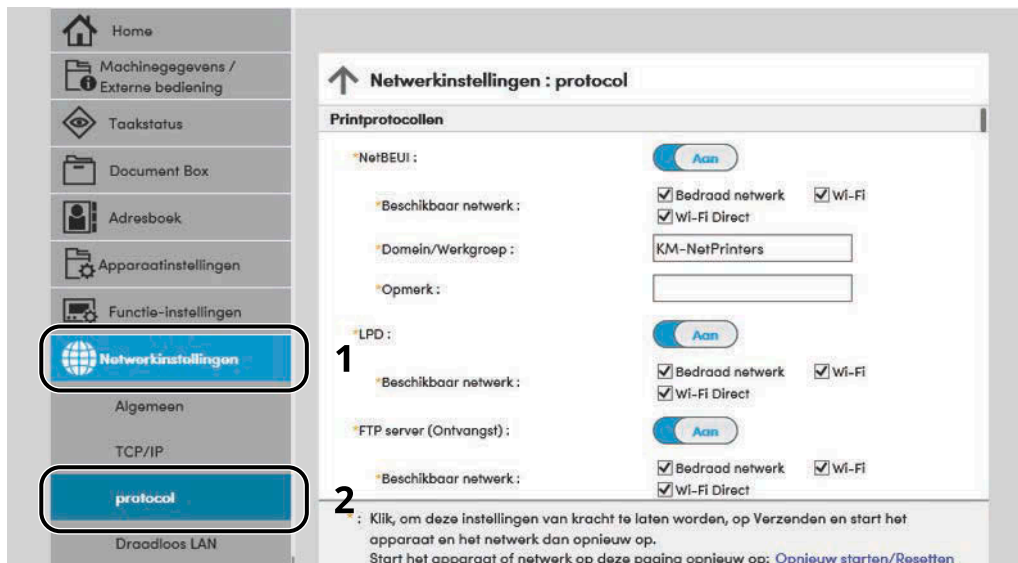 Home
Machinegegevens /
Externe bediening
Taakstatus
Document Box
Adresboek
Apparaatinstellingen
Functie-instellingen
Netwerkinstellingen
1
Algemeen
TCP/IP
protocol
2
Draadloos LAN
Netwerkinstellingen : protocol
Printprotocollen
*NetBEUI : Aan
*Beschikbaar netwerk : Bedraad netwerk Wi-Fi
Wi-Fi Direct
*Domein/Werkgroep : KM-NetPrinters
*Opmerk :
*LPD : Aan
*Beschikbaar netwerk : Bedraad netwerk Wi-Fi
Wi-Fi Direct
*FTP server (Ontvangst) : Aan
*Beschikbaar netwerk : Bedraad netwerk Wi-Fi
Wi-Fi Direct
* : Klik, om deze instellingen van kracht te laten worden, op Verzenden en start het
apparaat en het netwerk dan opnieuw op.
Start het apparaat of netwerk op deze pagina opnieuw op: Opnieuw starten/Resetten